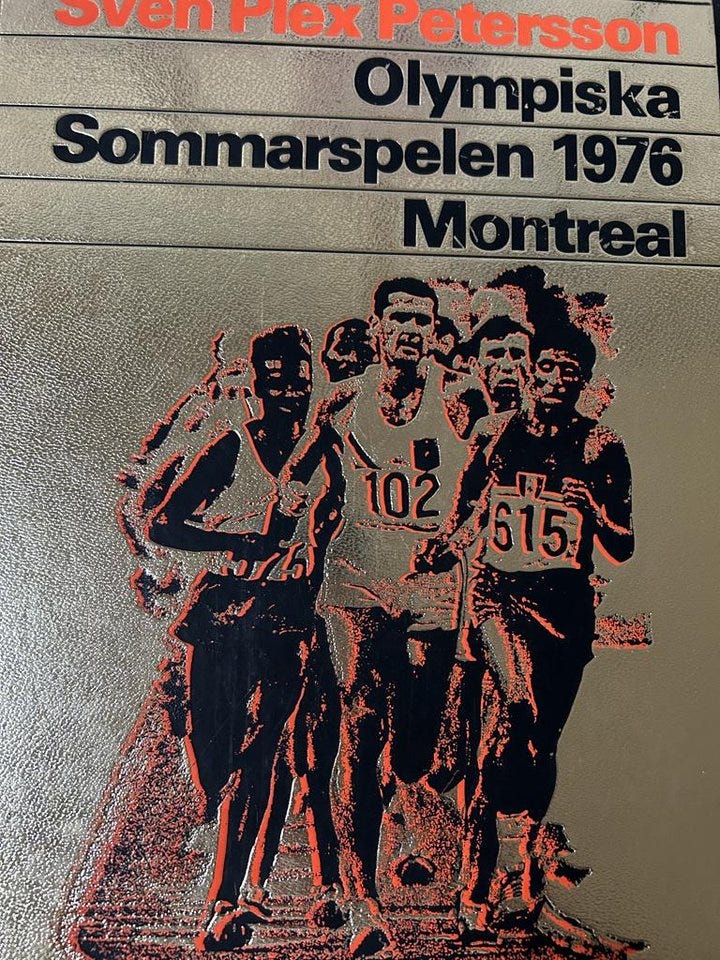 Sven Plex Petersson
Olympiska
Sommarspelen 1976
Montreal
102
615